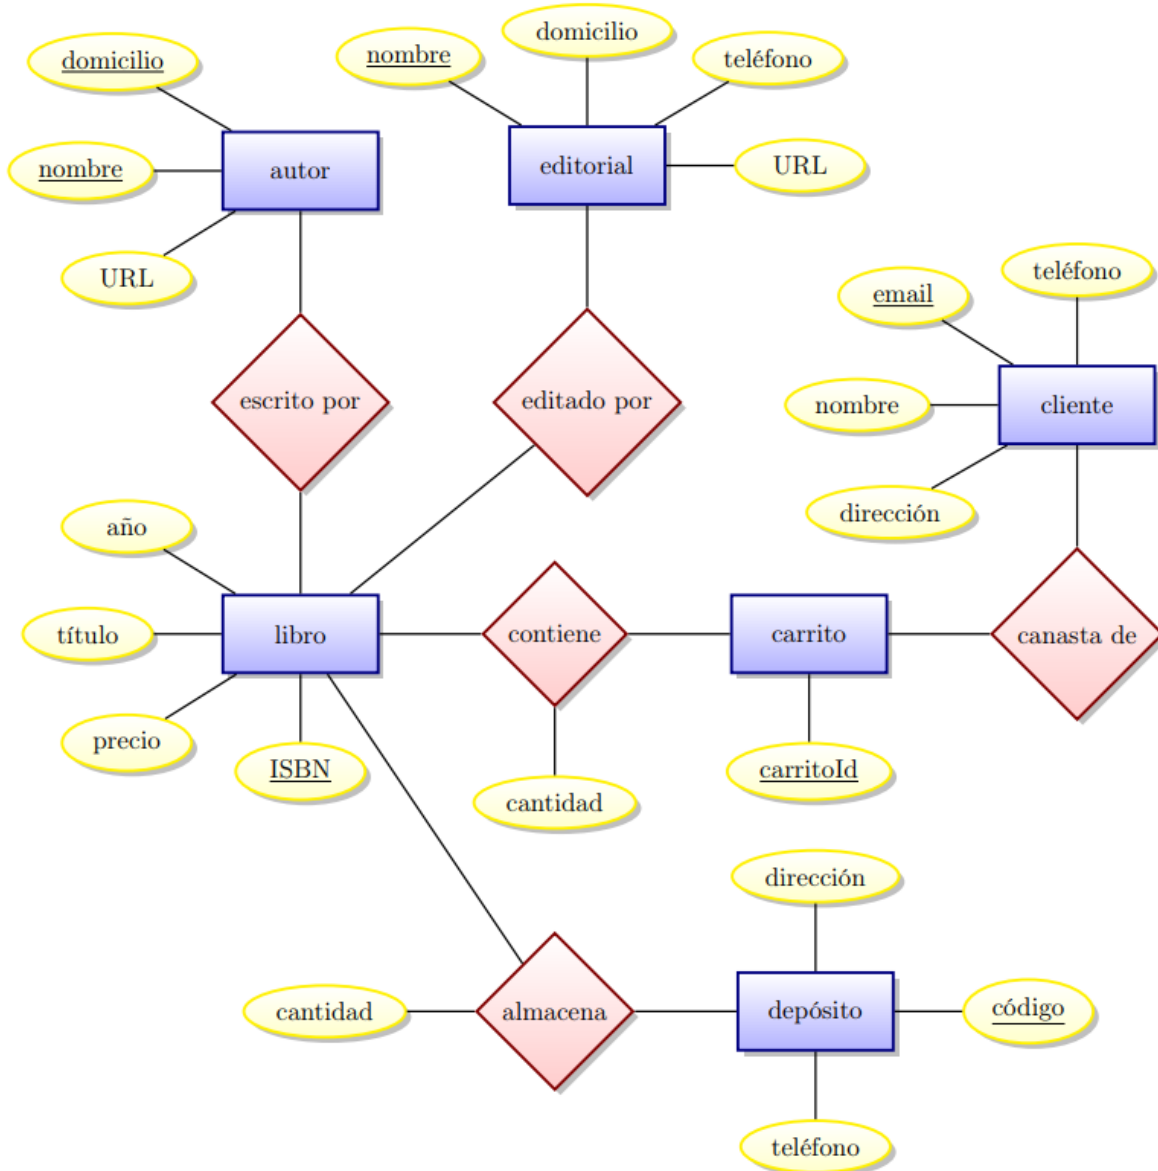 domicilio
nombre
URL
autor
nombre
domicilio
teléfono
URL
editorial
escrito por
editado por
email
teléfono
nombre
dirección
cliente
año
título
precio
ISBN
libro
contiene
cantidad
carrito
carritoId
canasta de
cantidad
almacena
dirección
depósito
código
teléfono